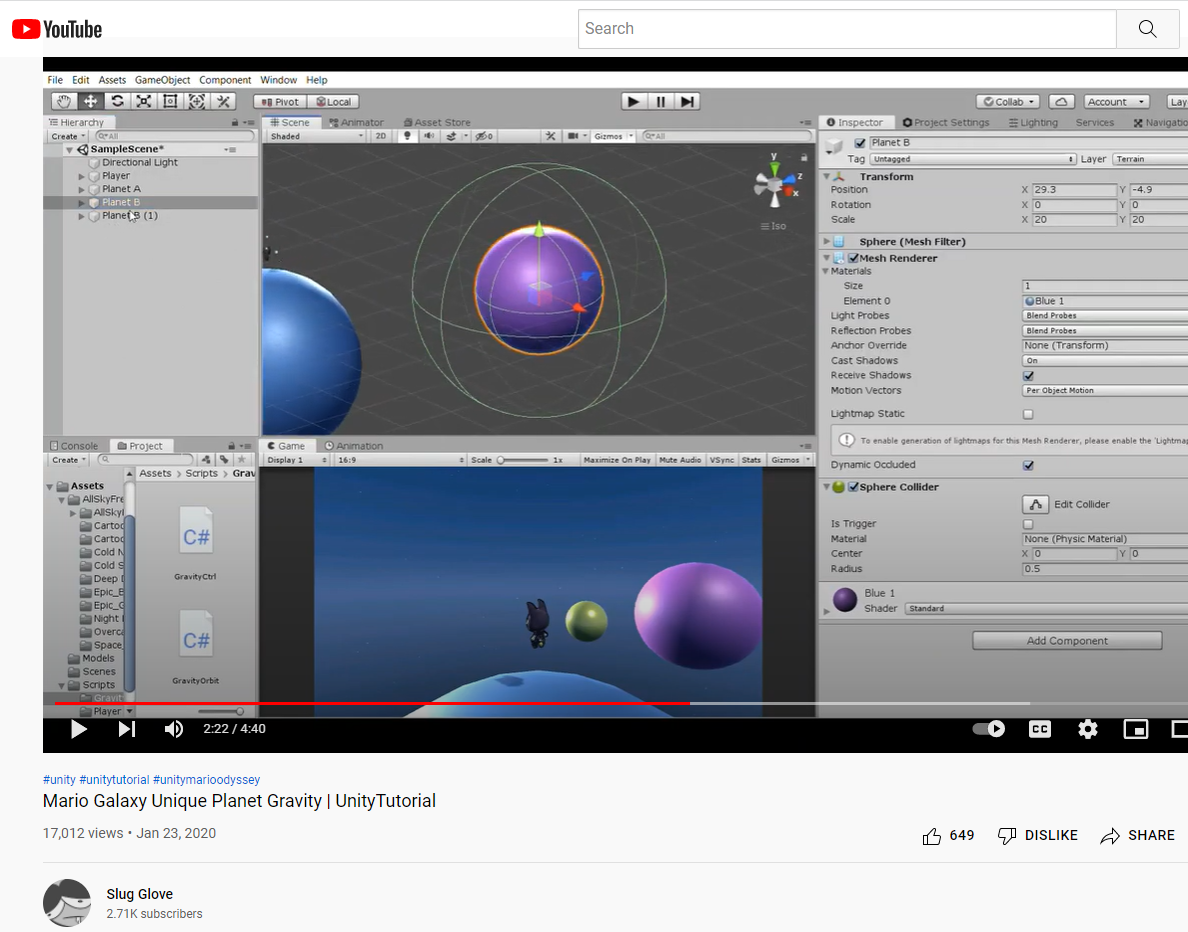 YouTube
Search
File Edit Assets GameObject Component Window Help
Pivot Local Collab Account Lay
Hierarchy
Create All
SampleScene*
Directional Light
Player
Planet A
Planet B
Planet B (1)
Scene Animator Asset Store
Shaded 2D 0 Gizmos All
y
z
x
Iso
Inspector Project Settings Lighting Services Navigatio
Planet B
Tag Untagged Layer Terrain
Transform
Position X 29.3 Y -4.9
Rotation X 0 Y 0
Scale X 20 Y 20
Sphere (Mesh Filter)
Mesh Renderer
Materials
Size 1
Element 0 Blue 1
Light Probes Blend Probes
Reflection Probes Blend Probes
Anchor Override None (Transform)
Cast Shadows On
Receive Shadows
Motion Vectors Per Object Motion
Lightmap Static
To enable generation of lightmaps for this Mesh Renderer, please enable the 'Lightmap
Dynamic Occluded
Sphere Collider
Edit Collider
Is Trigger
Material None (Physic Material)
Center X 0 Y 0
Radius 0.5
Blue 1
Shader Standard
Add Component
Console Project
Create
Assets > Scripts > Grav
Assets
AllSkyFre
AllSkyl
Cartoo
Cartoo
Cold N
Cold S
Deep D
Epic_B
Epic_G
Night
Overca
Space_
Models
Scenes
Scripts
Gravit
Player
C#
GravityCtrl
C#
GravityOrbit
Game Animation
Display 1 16:9 Scale 1x Maximize On Play Mute Audio VSync Stats Gizmos
2:22 / 4:40
CC
#unity #unitytutorial #unitymarioodyssey
Mario Galaxy Unique Planet Gravity | UnityTutorial
17,012 views • Jan 23, 2020
649 DISLIKE SHARE
Slug Glove
2.71K subscribers